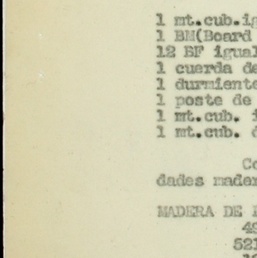 1 mt.cub.ig
1 BM(Board
12 BF igual
1 cuerda de
1 durmiente
1 poste de
1 mt.cub. i
1 mt.cub.
Co
dades mader
MADERA DE
49
521